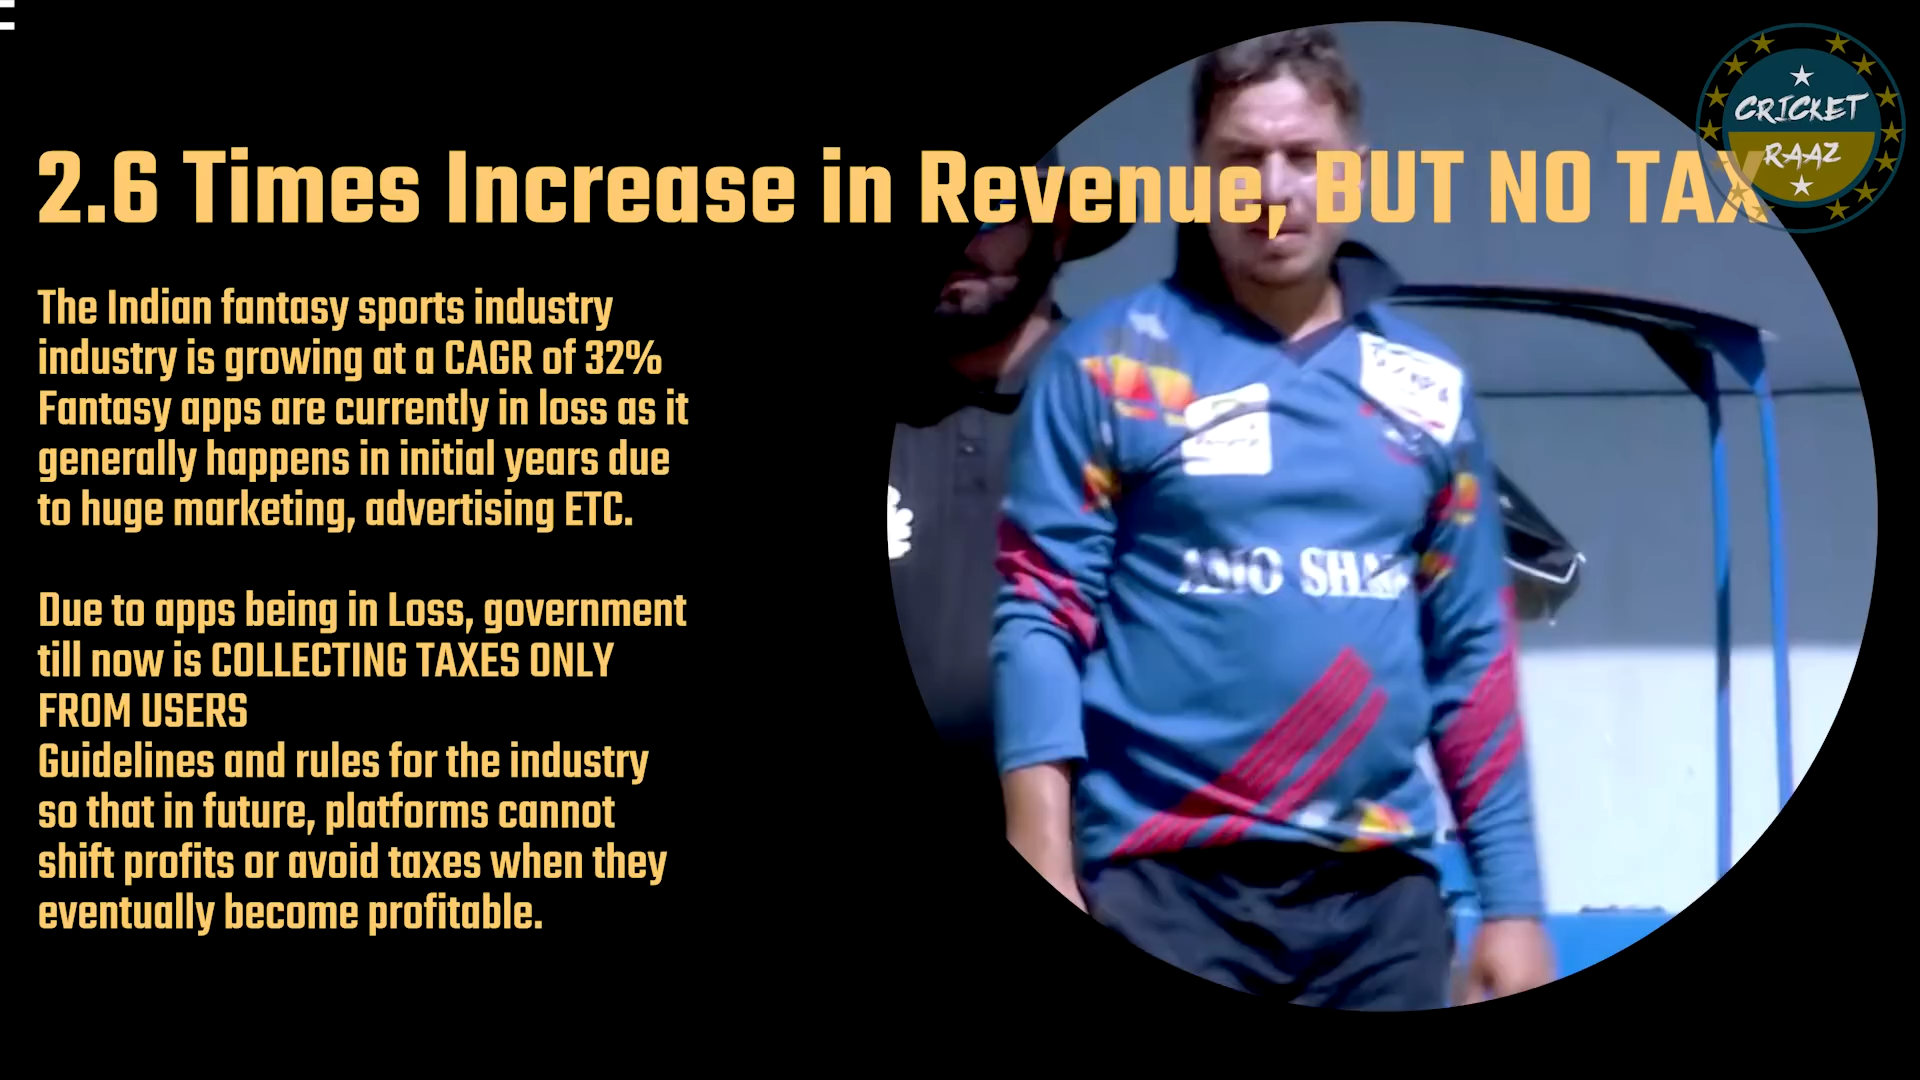 CRICKET
RAAZ
2.6 Times Increase in Revenue, BUT NO TAX
The Indian fantasy sports industry
industry is growing at a CAGR of 32%
Fantasy apps are currently in loss as it
generally happens in initial years due
to huge marketing, advertising ETC.
Due to apps being in Loss, government
till now is COLLECTING TAXES ONLY
FROM USERS
Guidelines and rules for the industry
so that in future, platforms cannot
shift profits or avoid taxes when they
eventually become profitable.